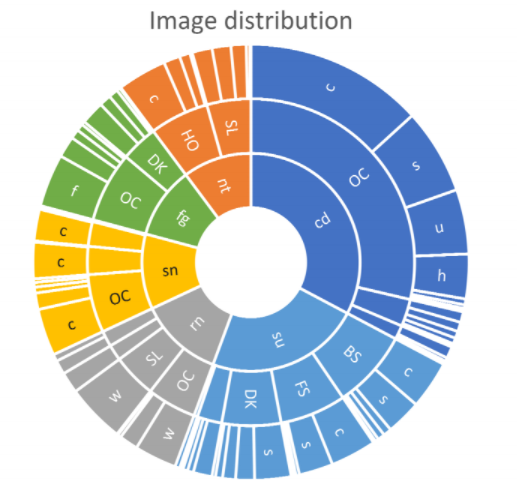 Image distribution
c
s
u
h
OC
cd
c
s
BS
c
s
FS
s
DK
su
w
OC
w
SL
rn
c
OC
c
c
sn
f
OC
DK
fg
c
HO
SL
nt